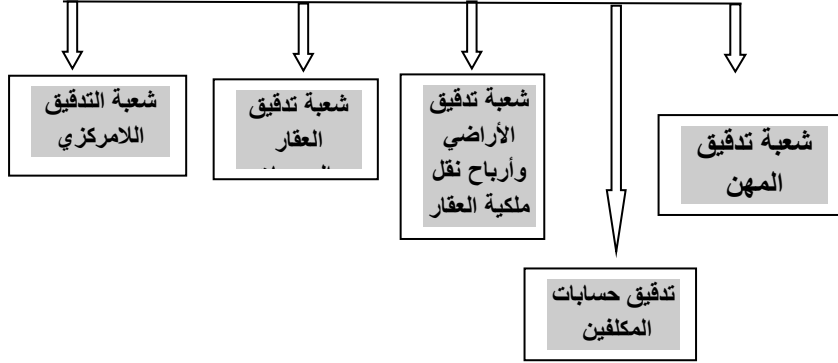 شعبة تدقيق
المهن
شعبة تدقيق
الأراضي
وأرباح نقل
ملكية العقار
شعبة تدقيق
العقار
شعبة التدقيق
اللامركزي
تدقيق حسابات
المكلفين